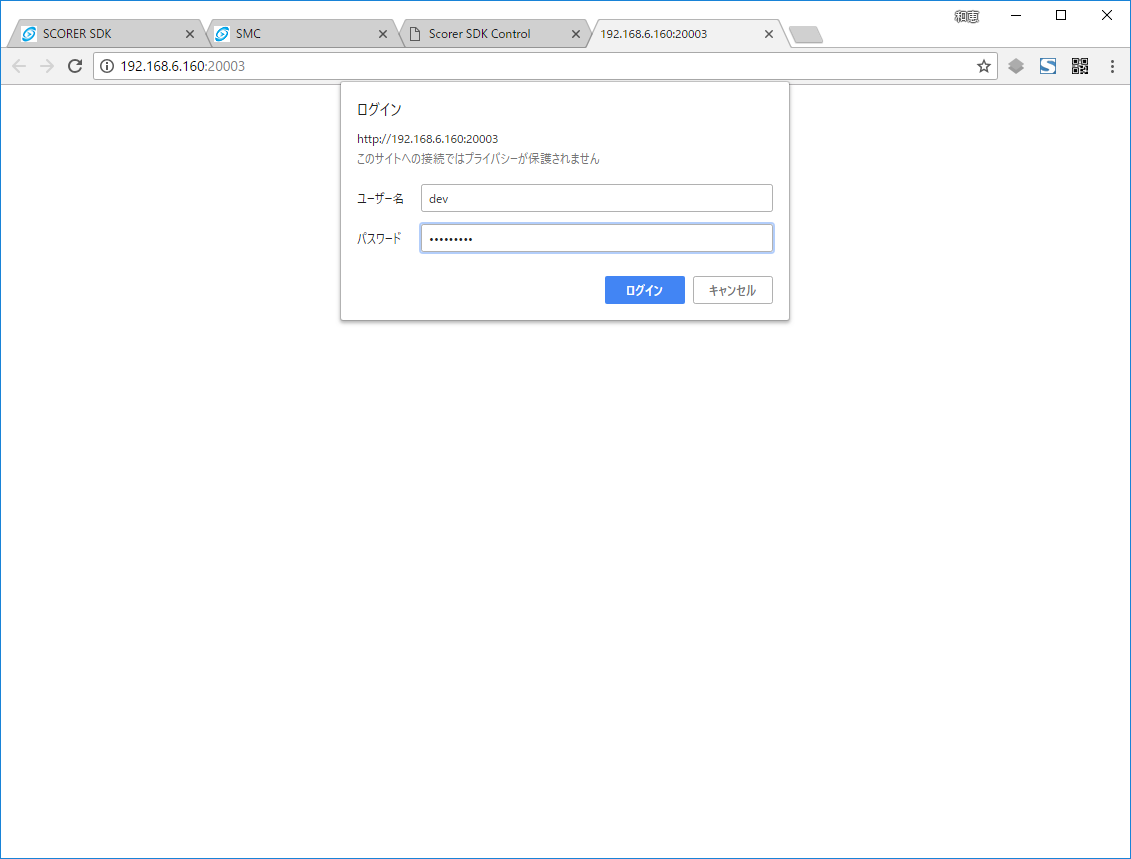 和恵
SCORER SDK
SMC
Scorer SDK Control
192.168.6.160:20003
192.168.6.160:20003
ログイン
http://192.168.6.160:20003
このサイトへの接続ではプライバシーが保護されません
ユーザー名 dev
パスワード •••••••••
ログイン キャンセル